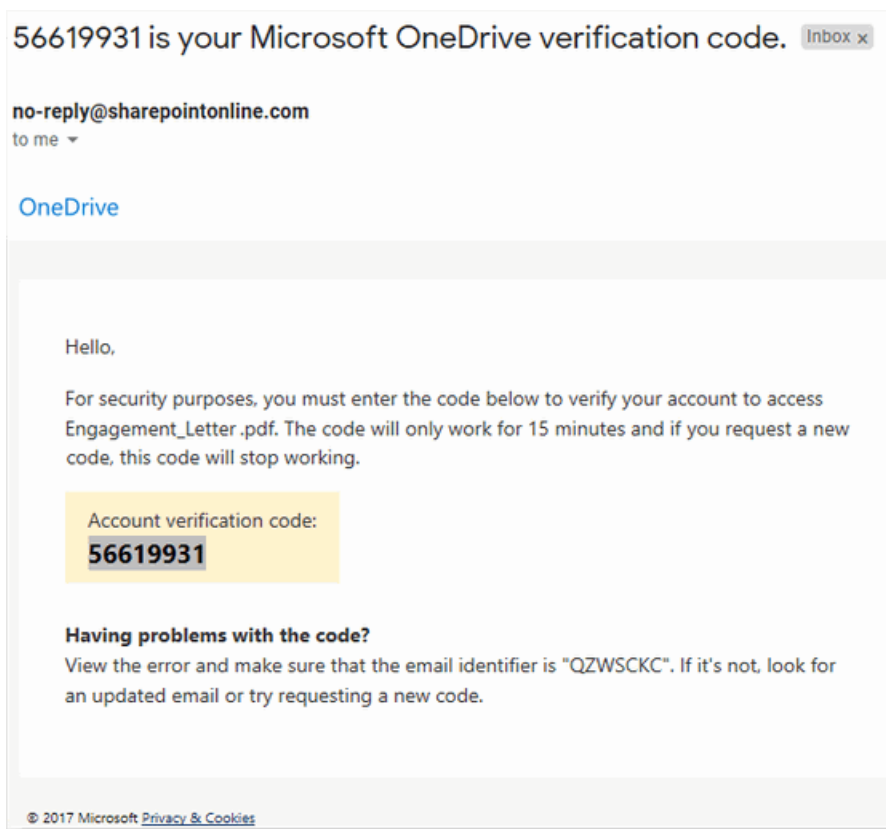 56619931 is your Microsoft OneDrive verification code. Inbox x
no-reply@sharepointonline.com
to me
OneDrive
Hello,
For security purposes, you must enter the code below to verify your account to access
Engagement_Letter .pdf. The code will only work for 15 minutes and if you request a new
code, this code will stop working.
Account verification code:
56619931
Having problems with the code?
View the error and make sure that the email identifier is "QZWSCKC". If it's not, look for
an updated email or try requesting a new code.
© 2017 Microsoft Privacy & Cookies